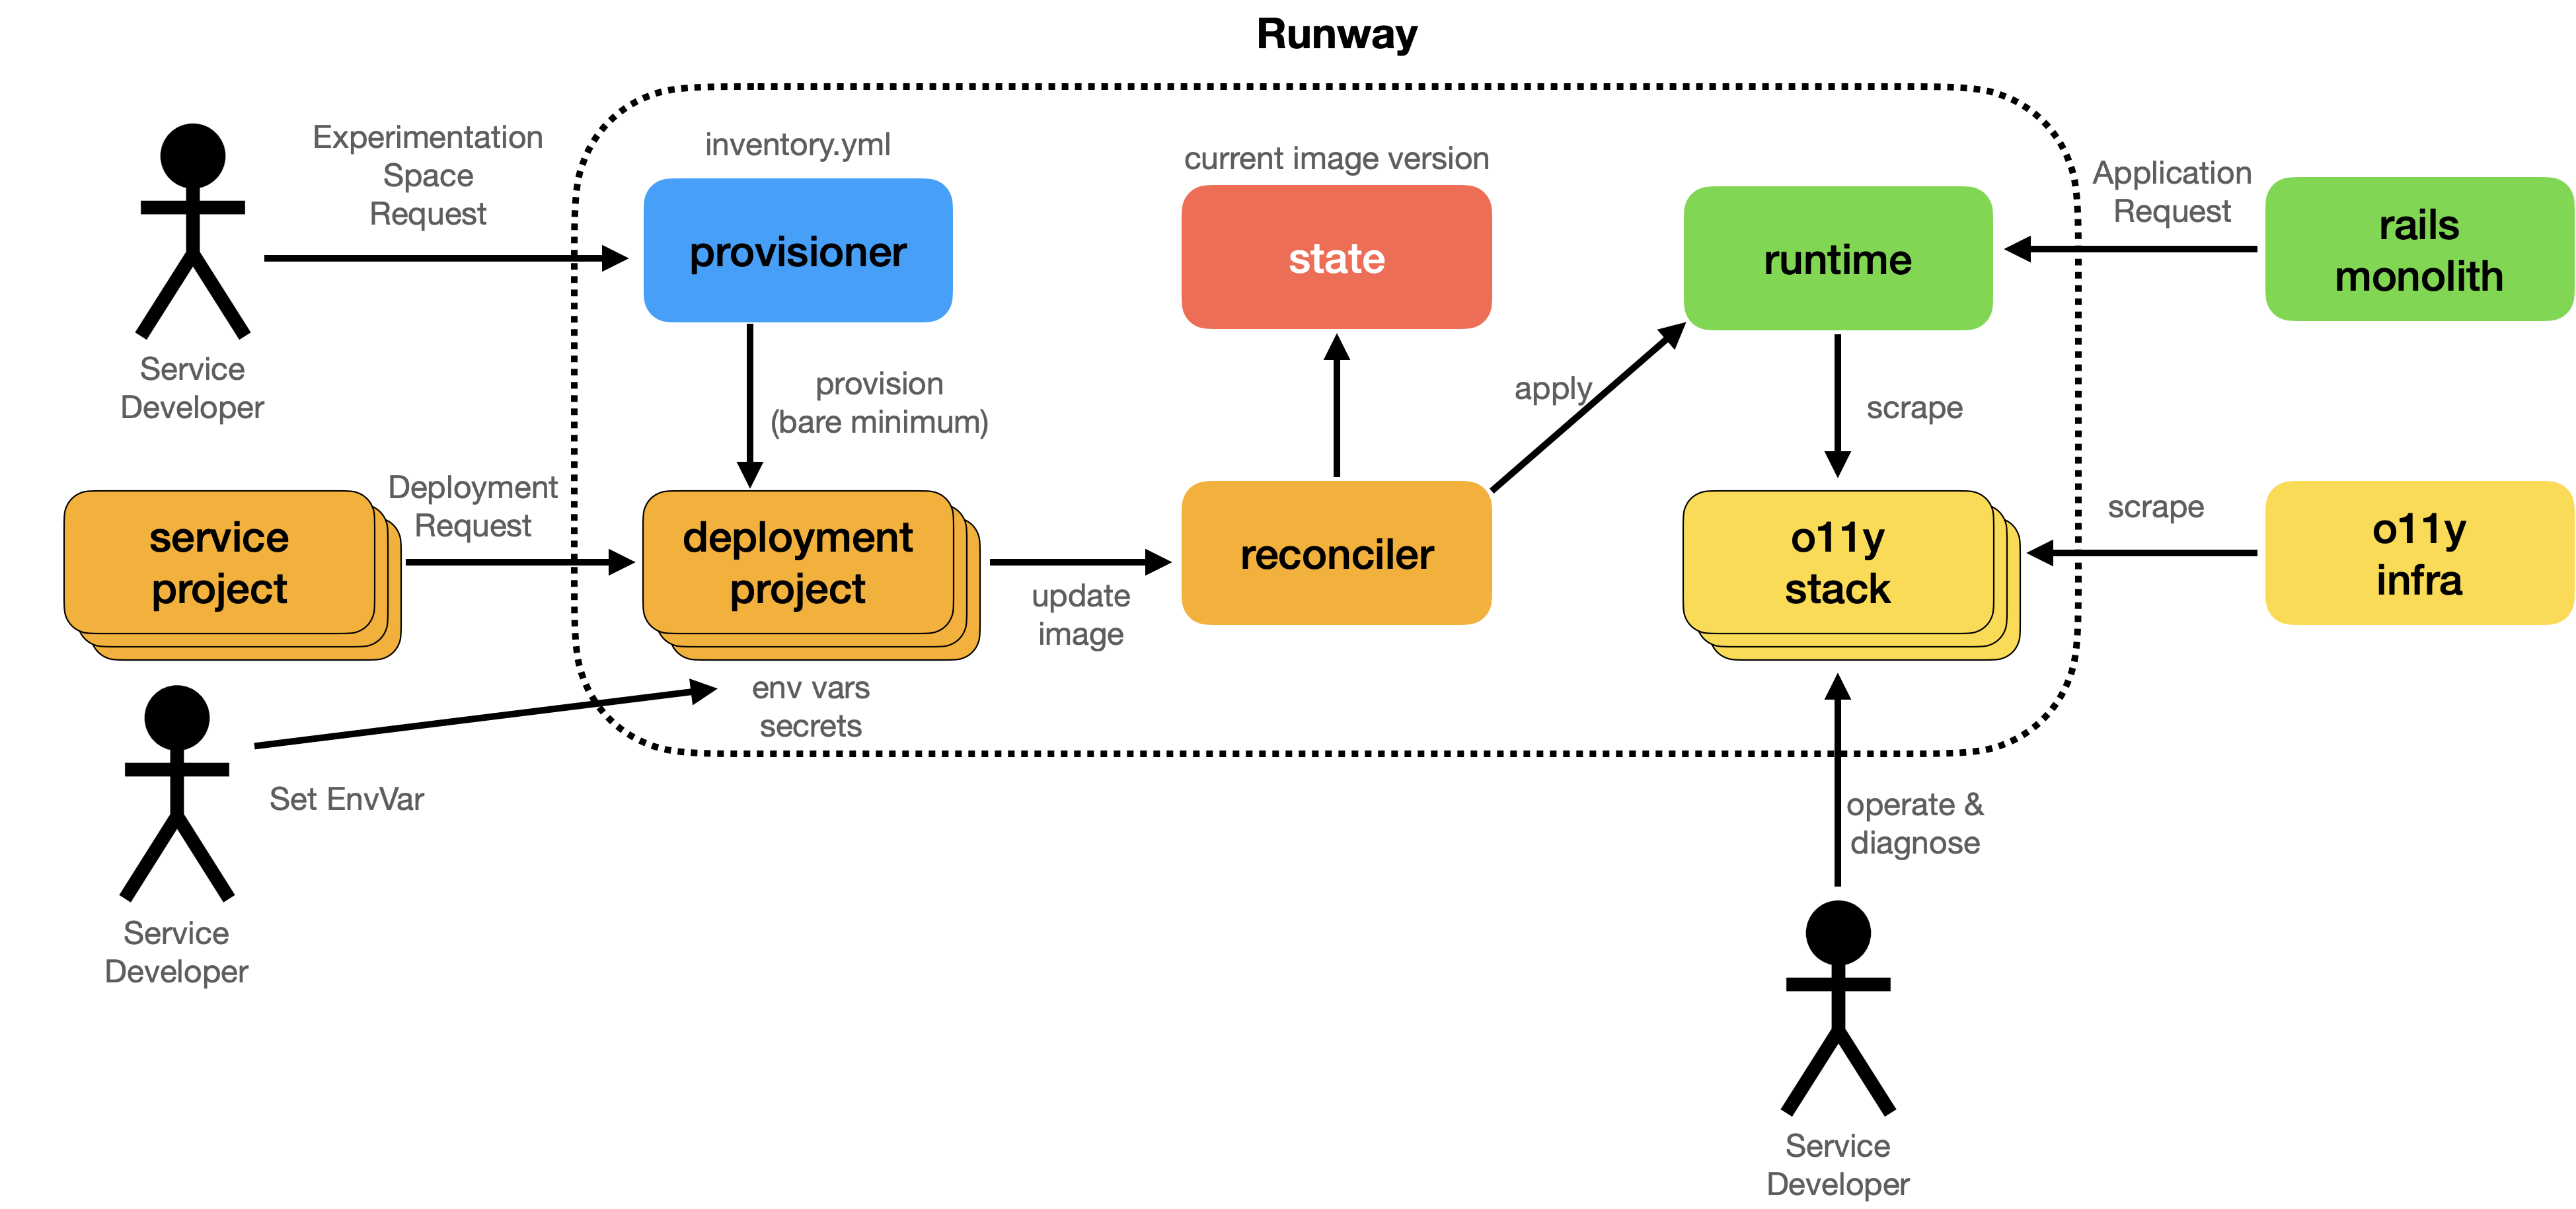 Runway
Experimentation
Space
Request
Service
Developer
inventory.yml
provisioner
provision
(bare minimum)
current image version
state
runtime
Application
Request
rails
monolith
apply
scrape
service
project
Deployment
Request
deployment
project
update
image
reconciler
o11y
stack
scrape
o11y
infra
env vars
secrets
Set EnvVar
Service
Developer
operate &
diagnose
Service
Developer